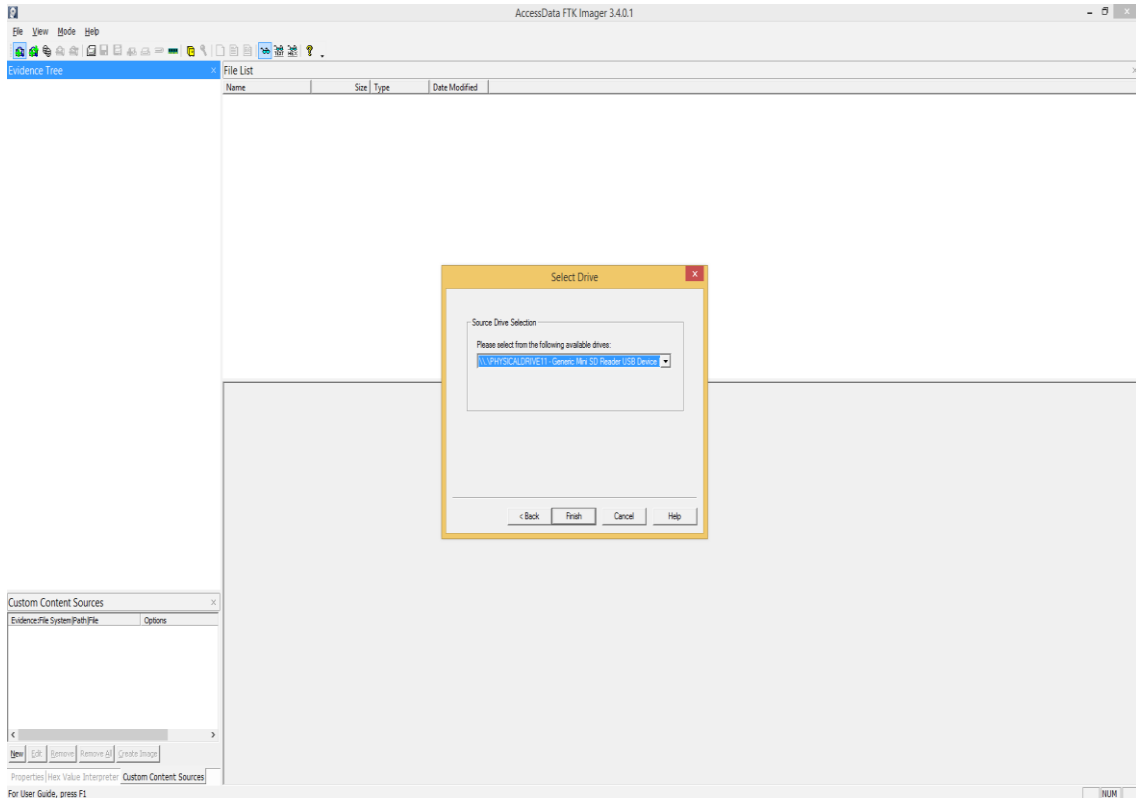 AccessData FTK Imager 3.4.0.1
File View Mode Help
Evidence Tree
File List
Name Size Type Date Modified
Select Drive
Source Drive Selection
Please select from the following available drives:
\\.\PHYSICALDRIVE11 - Generic Mini SD Reader USB Device
< Back Finish Cancel Help
Custom Content Sources
Evidence:File System|Path|File Options
New Edit Remove Remove All Create Image
Properties Hex Value Interpreter Custom Content Sources
For User Guide, press F1
NUM